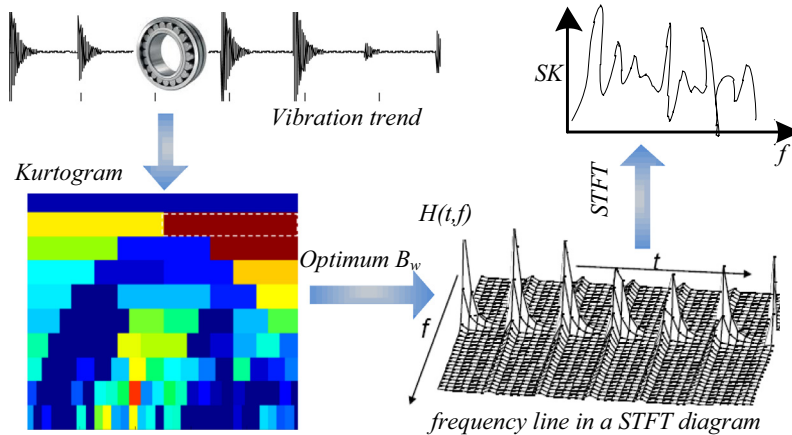 SK
f
Vibration trend
Kurtogram
STFT
H(t,f)
Optimum B_w
t
f
frequency line in a STFT diagram